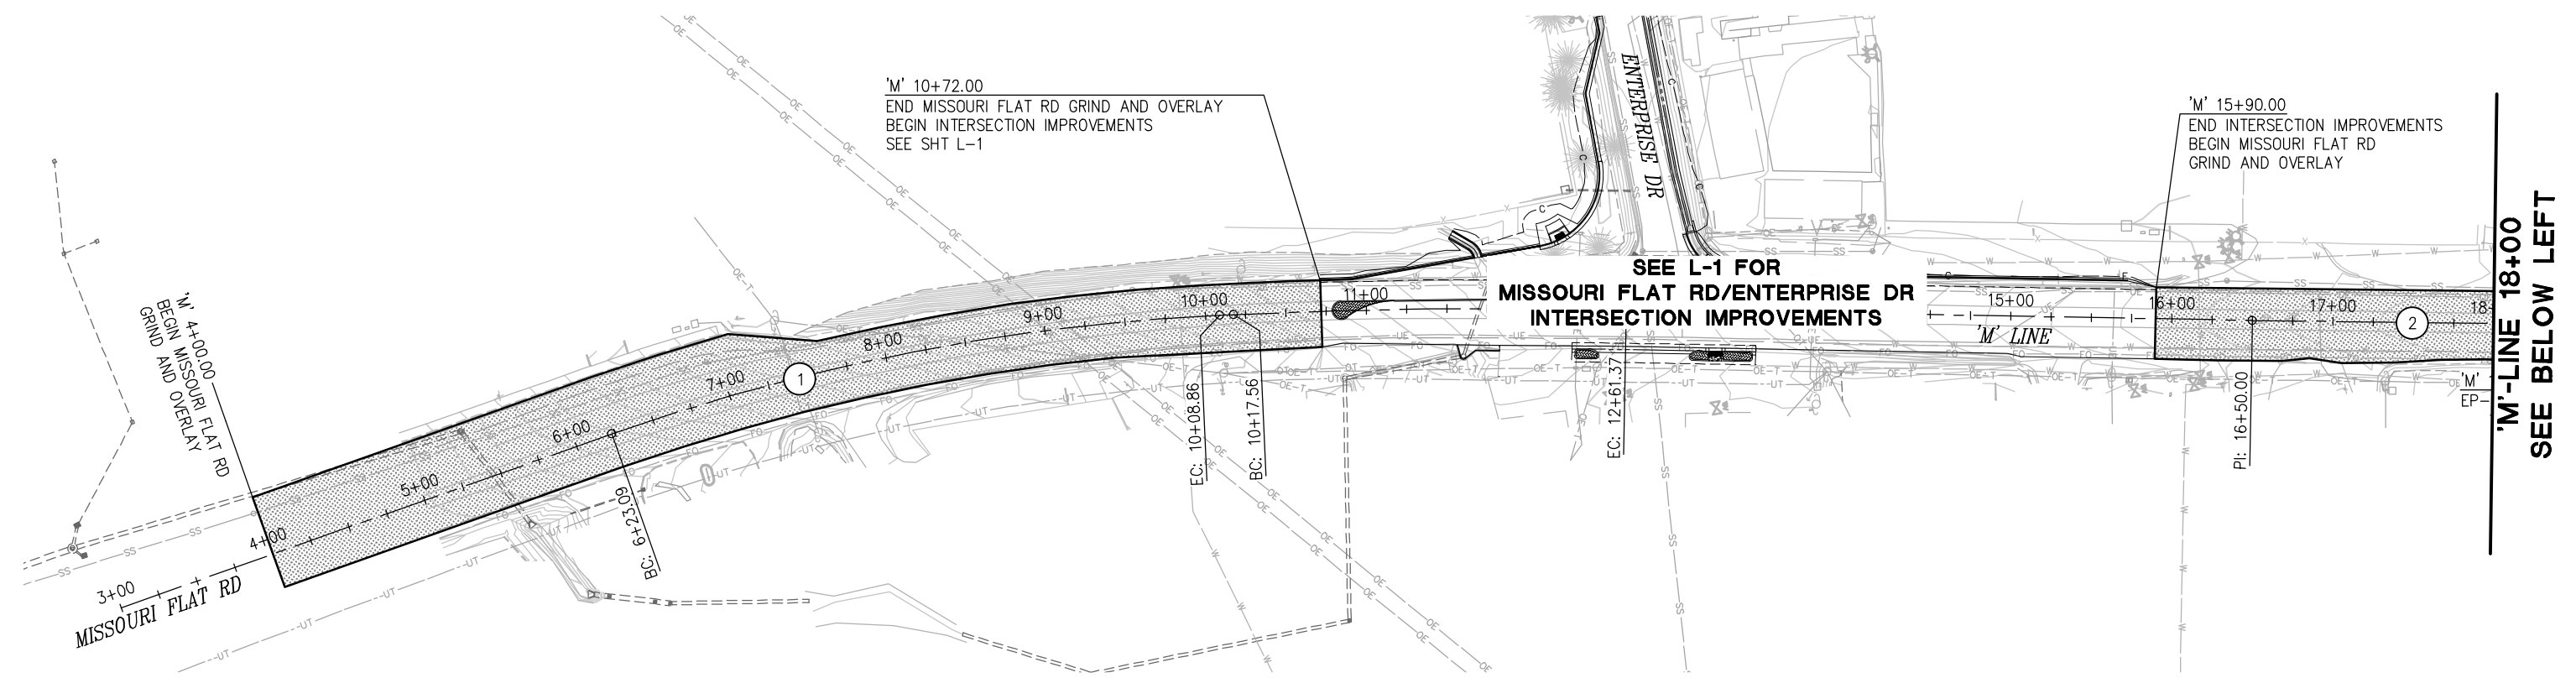 'M' 4+00.00
BEGIN MISSOURI FLAT RD
GRIND AND OVERLAY
'M' 10+72.00
END MISSOURI FLAT RD GRIND AND OVERLAY
BEGIN INTERSECTION IMPROVEMENTS
SEE SHT L-1
ENTERPRISE DR
'M' 15+90.00
END INTERSECTION IMPROVEMENTS
BEGIN MISSOURI FLAT RD
GRIND AND OVERLAY
'M'-LINE 18+00
SEE BELOW LEFT
SEE L-1 FOR
MISSOURI FLAT RD/ENTERPRISE DR
INTERSECTION IMPROVEMENTS
3+00
4+00
5+00
6+00
7+00
1
8+00
9+00
10+00
11+00
15+00
16+00
17+00
2
18+
MISSOURI FLAT RD
'M' LINE
BC: 6+23.09
EC: 10+08.86
BC: 10+17.56
EC: 12+61.37
PI: 16+50.00
'M'
EP-